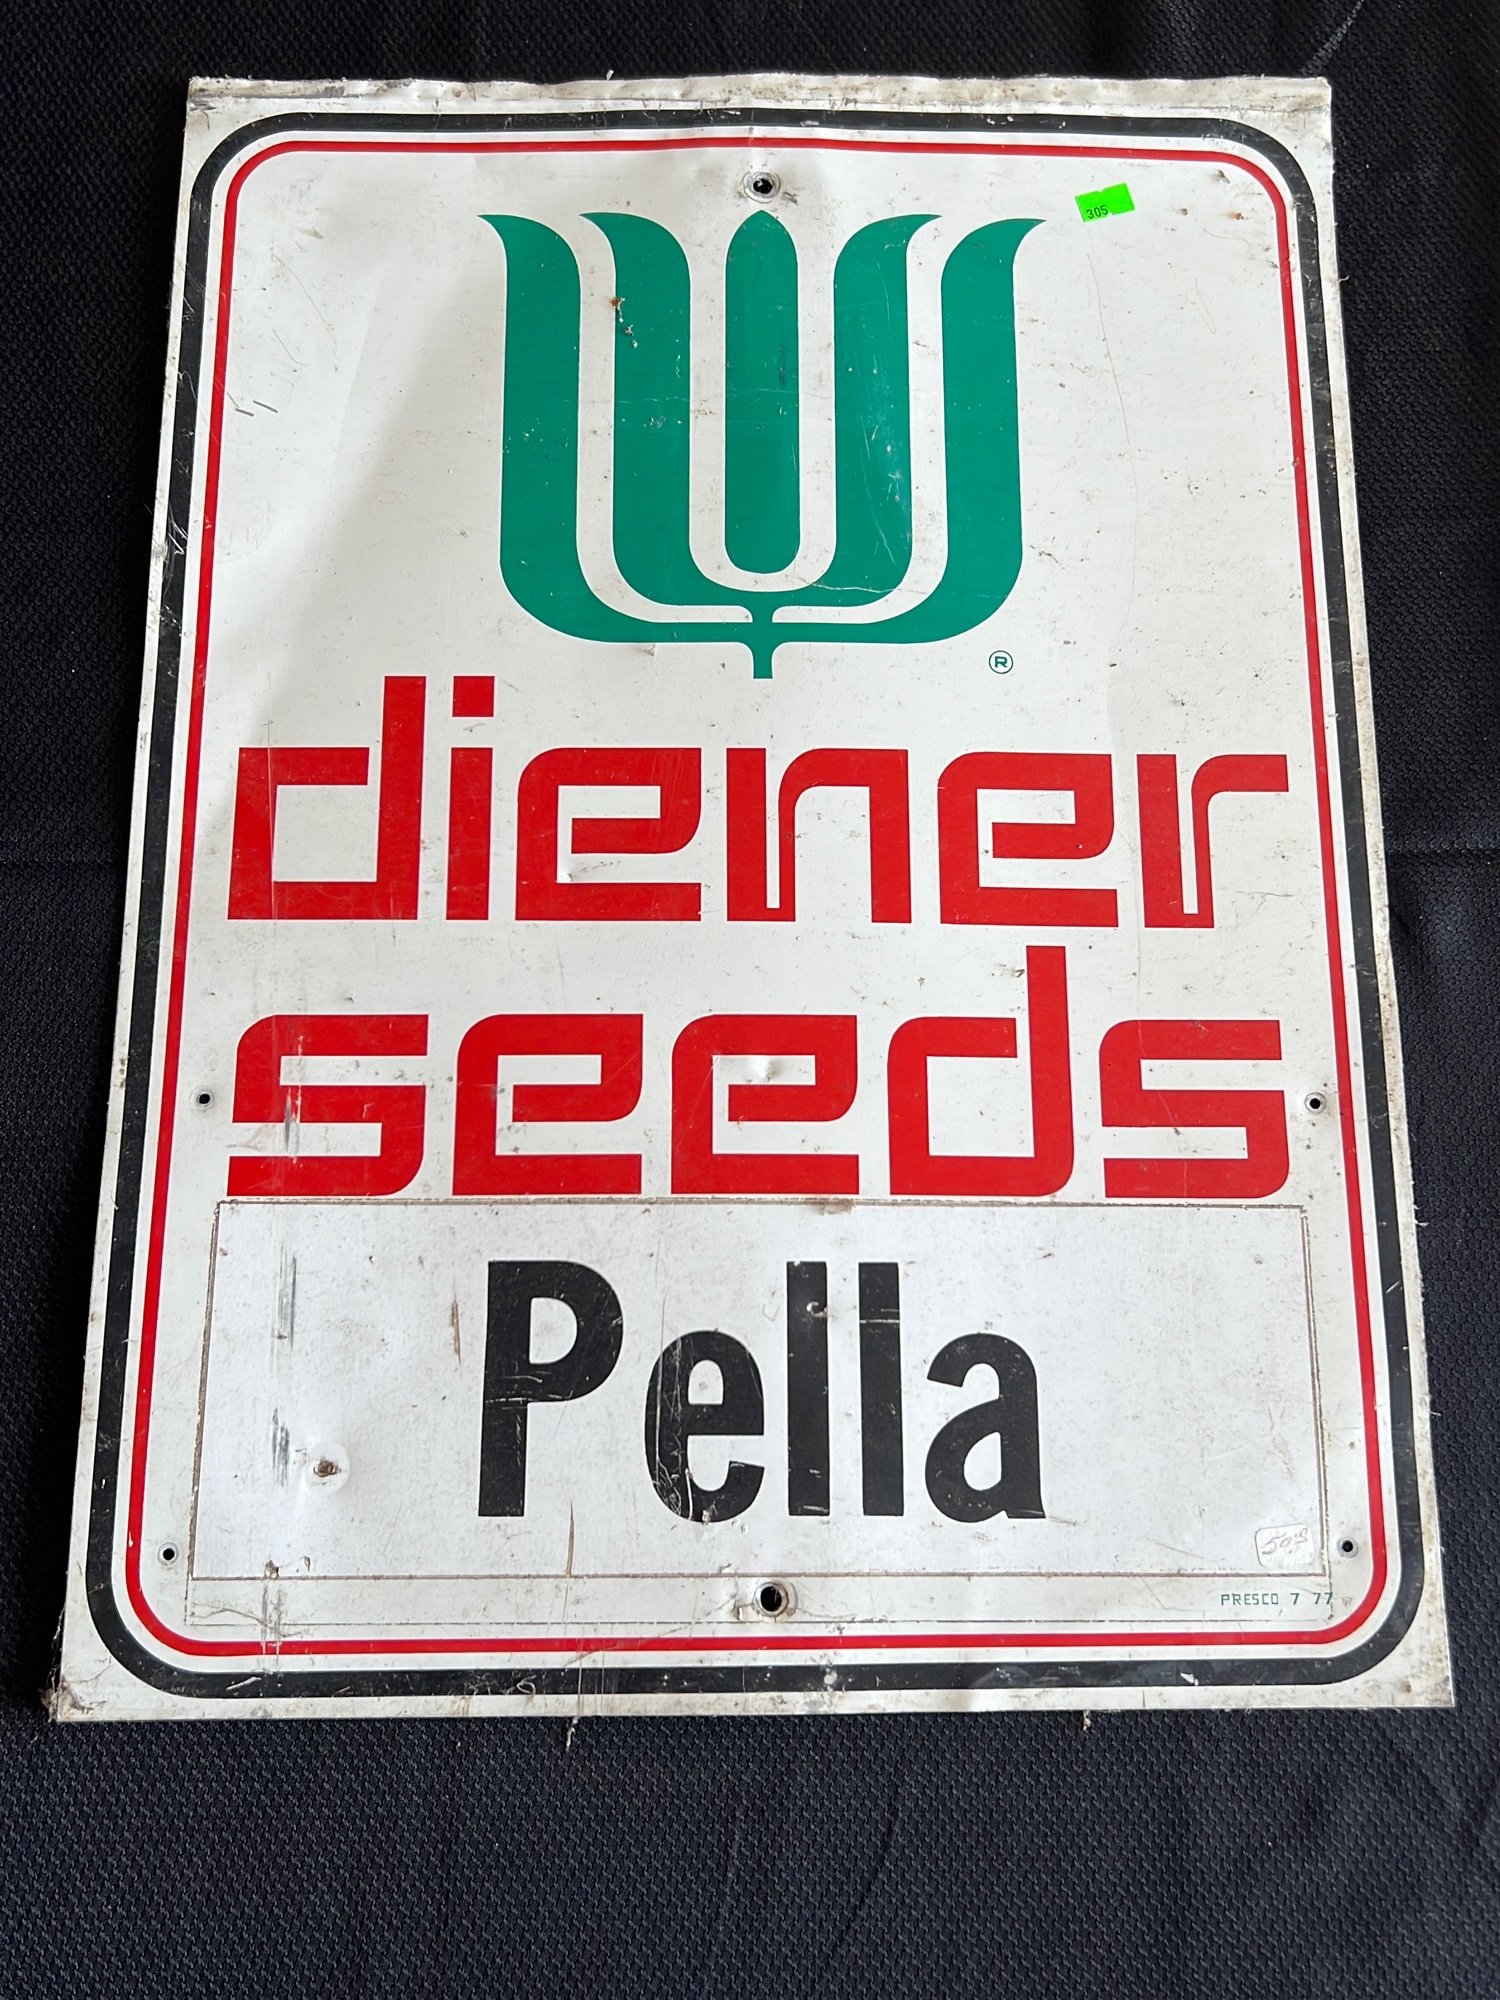 305
®
diener
seeds
Pella
PRESCO 7 77